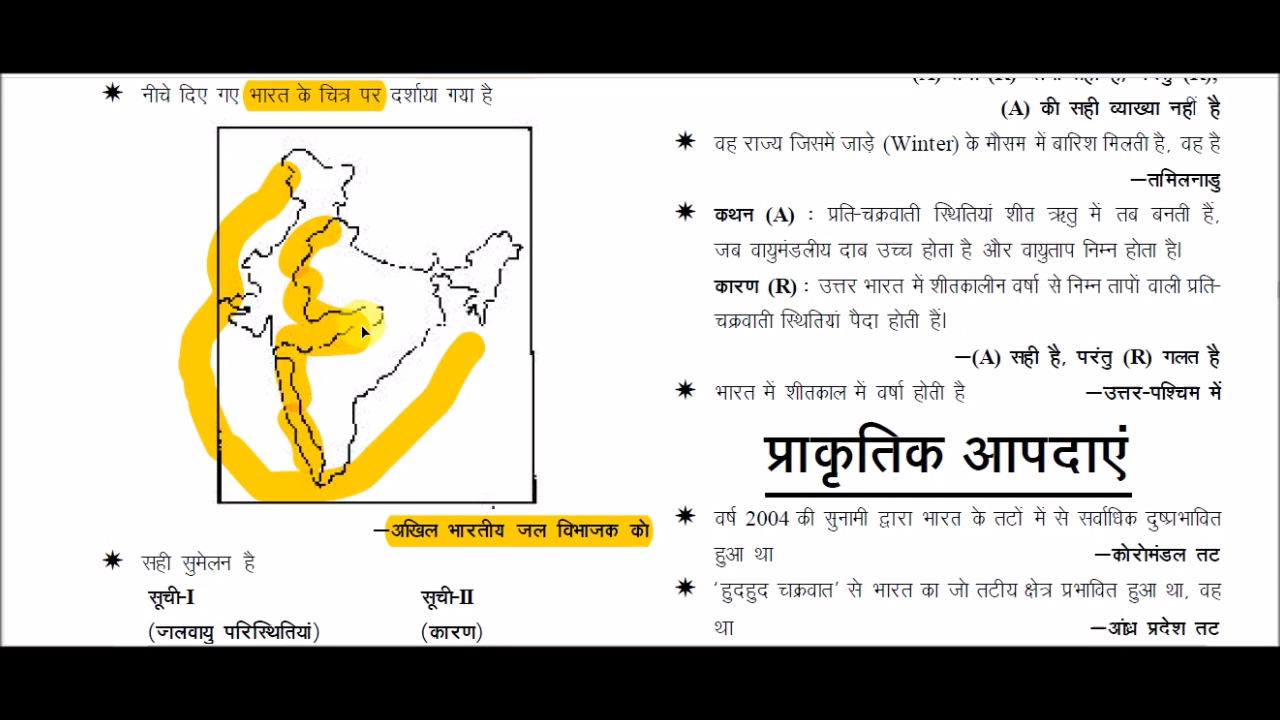 ✷ नीचे दिए गए भारत के चित्र पर दर्शाया गया है
–अखिल भारतीय जल विभाजक को
✷ सही सुमेलन है
सूची-I सूची-II
(जलवायु परिस्थितियां) (कारण)
(A) की सही व्याख्या नहीं है
✷ वह राज्य जिसमें जाड़े (Winter) के मौसम में बारिश मिलती है, वह है
–तामिलनाडु
✷ कथन (A) : प्रति-चक्रवाती स्थितियां शीत ऋतु में तब बनती हैं,
जब वायुमंडलीय दाब उच्च होता है और वायुताप निम्न होता है।
कारण (R) : उत्तर भारत में शीतकालीन वर्षा से निम्न तापों वाली प्रति-
चक्रवाती स्थितियां पैदा होती हैं।
–(A) सही है, परंतु (R) गलत है
✷ भारत में शीतकाल में वर्षा होती है –उत्तर-पश्चिम में
प्राकृतिक आपदाएं
✷ वर्ष 2004 की सुनामी द्वारा भारत के तटों में से सर्वाधिक दुष्प्रभावित
हुआ था –कोरोमंडल तट
✷ 'हुदहुद चक्रवात' से भारत का जो तटीय क्षेत्र प्रभावित हुआ था, वह
था –आंध्र प्रदेश तट